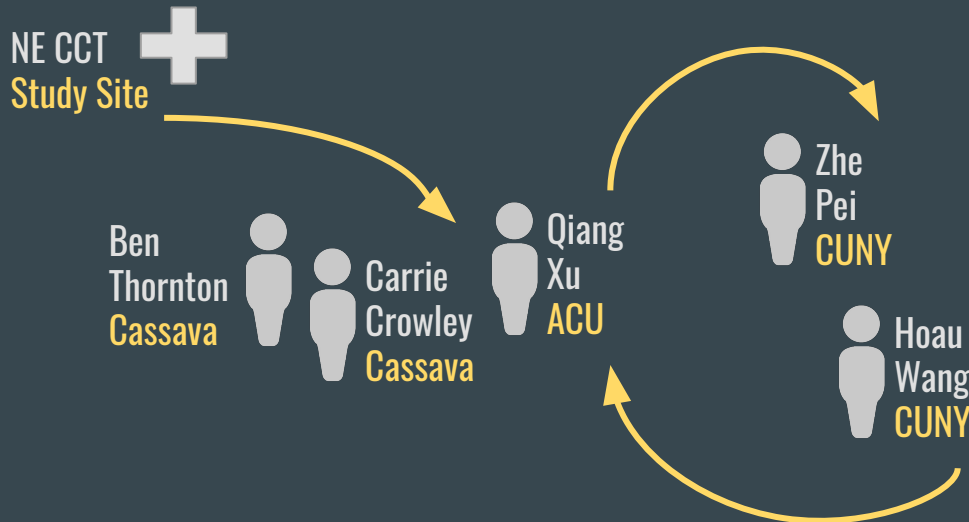 NE CCT
Study Site
Ben
Thornton
Cassava
Carrie
Crowley
Cassava
Qiang
Xu
ACU
Zhe
Pei
CUNY
Hoau
Wang
CUNY